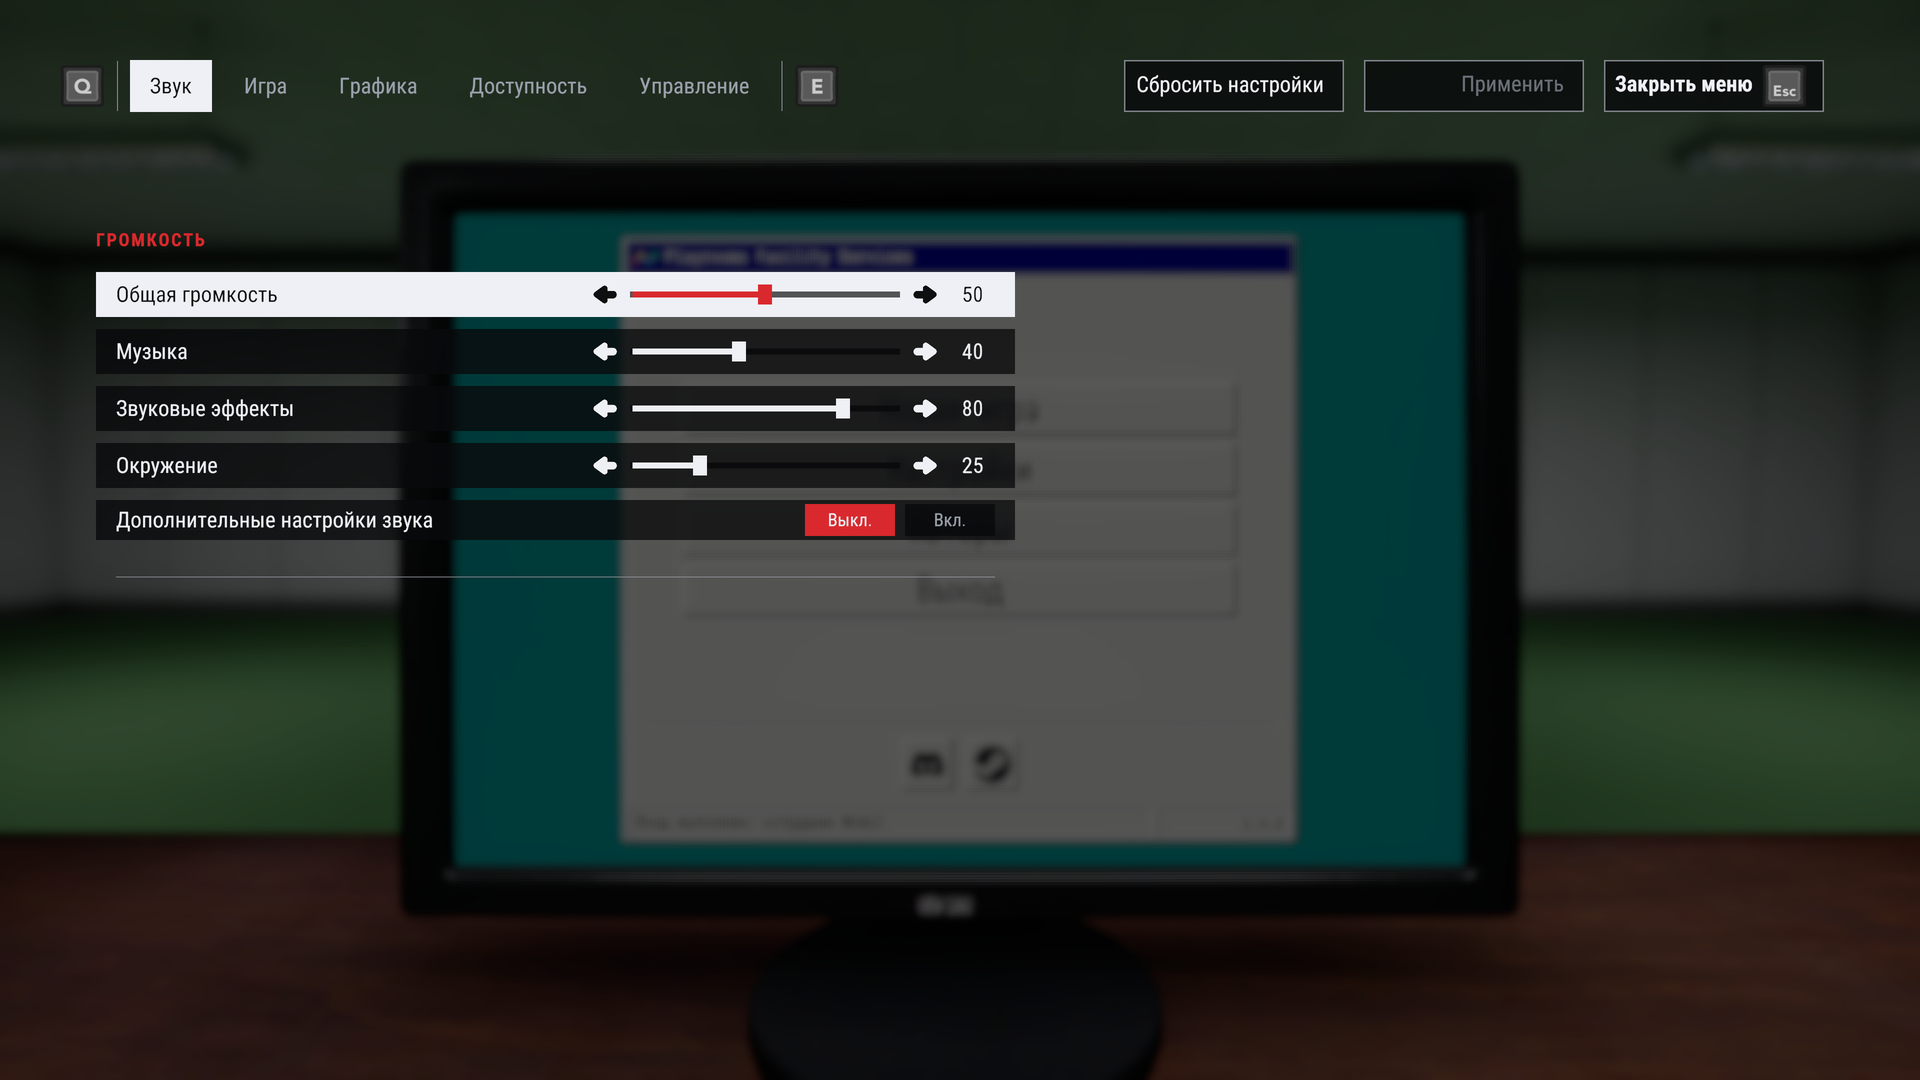 Q Звук Игра Графика Доступность Управление E Сбросить настройки Применить Закрыть меню Esc
ГРОМКОСТЬ
Общая громкость 50
Музыка 40
Звуковые эффекты 80
Окружение 25
Дополнительные настройки звука Выкл. Вкл.
Выход